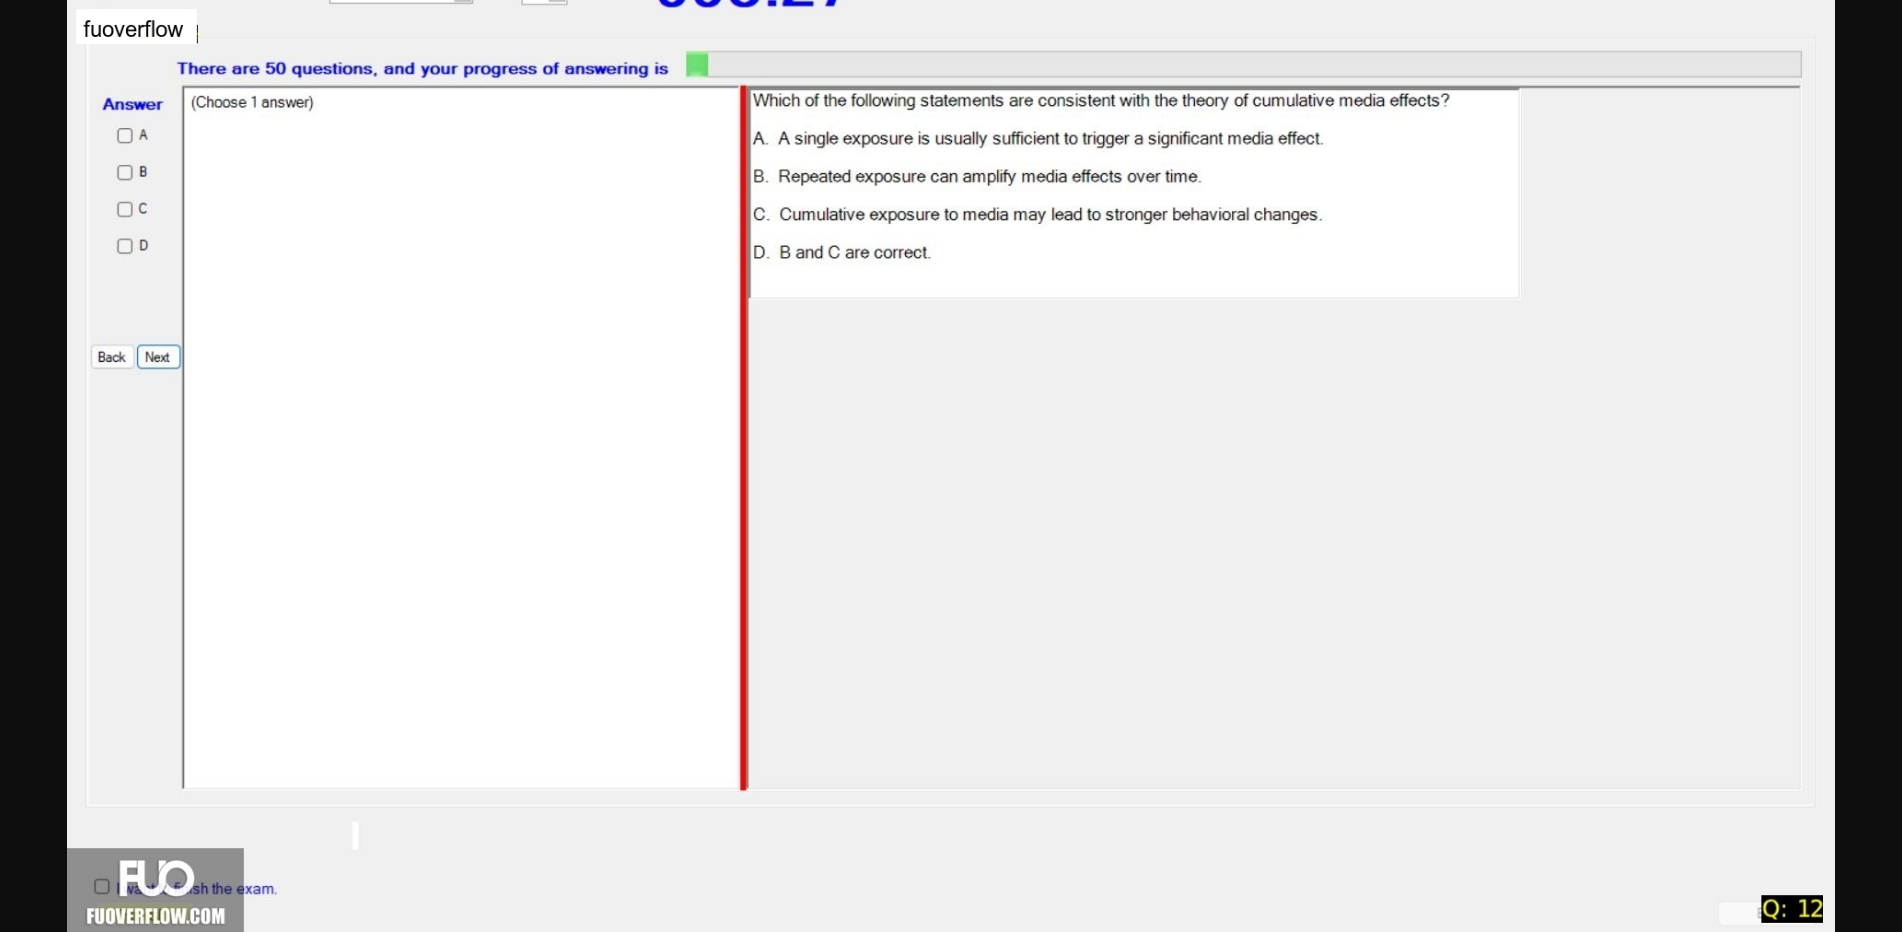 fuoverflow
There are 50 questions, and your progress of answering is
Answer
(Choose 1 answer)
A
B
C
D
Back
Next
Which of the following statements are consistent with the theory of cumulative media effects?
A. A single exposure is usually sufficient to trigger a significant media effect.
B. Repeated exposure can amplify media effects over time.
C. Cumulative exposure to media may lead to stronger behavioral changes.
D. B and C are correct.
FUO
sh the exam.
FUOVERFLOW.COM
Q: 12